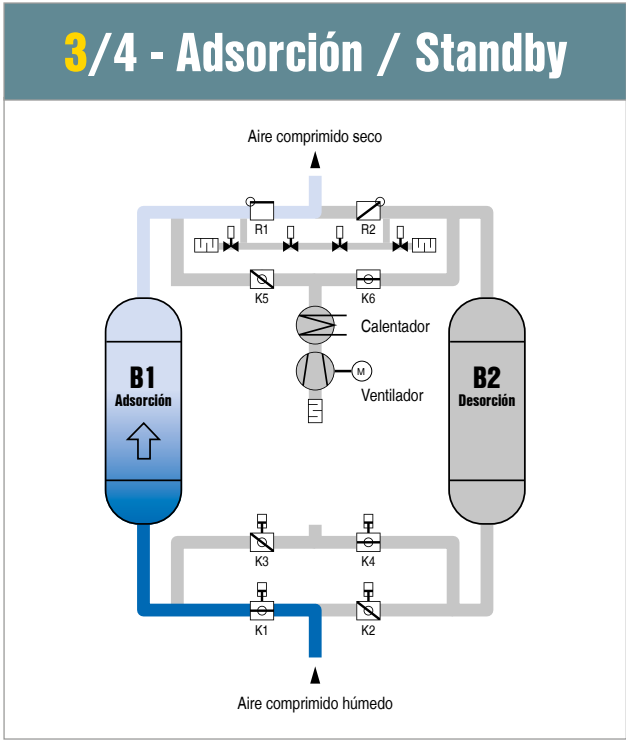 3/4 - Adsorción / Standby
Aire comprimido seco
R1
R2
K5
K6
Calentador
B1
Adsorción
M
Ventilador
B2
Desorción
K3
K4
K1
K2
Aire comprimido húmedo